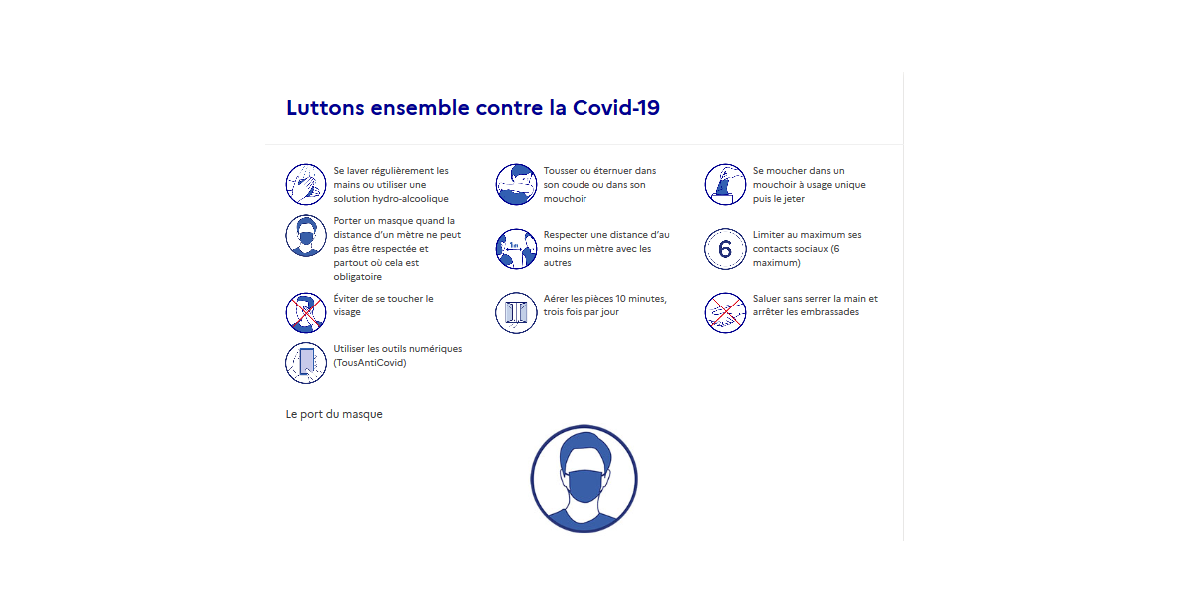 Luttons ensemble contre la Covid-19
Se laver régulièrement les
mains ou utiliser une
solution hydro-alcoolique
Tousser ou éternuer dans
son coude ou dans son
mouchoir
Se moucher dans un
mouchoir à usage unique
puis le jeter
Porter un masque quand la
distance d'un mètre ne peut
pas être respectée et
partout où cela est
obligatoire
1m
Respecter une distance d'au
moins un mètre avec les
autres
6
Limiter au maximum ses
contacts sociaux (6
maximum)
Éviter de se toucher le
visage
Aérer les pièces 10 minutes,
trois fois par jour
Saluer sans serrer la main et
arrêter les embrassades
Utiliser les outils numériques
(TousAntiCovid)
Le port du masque